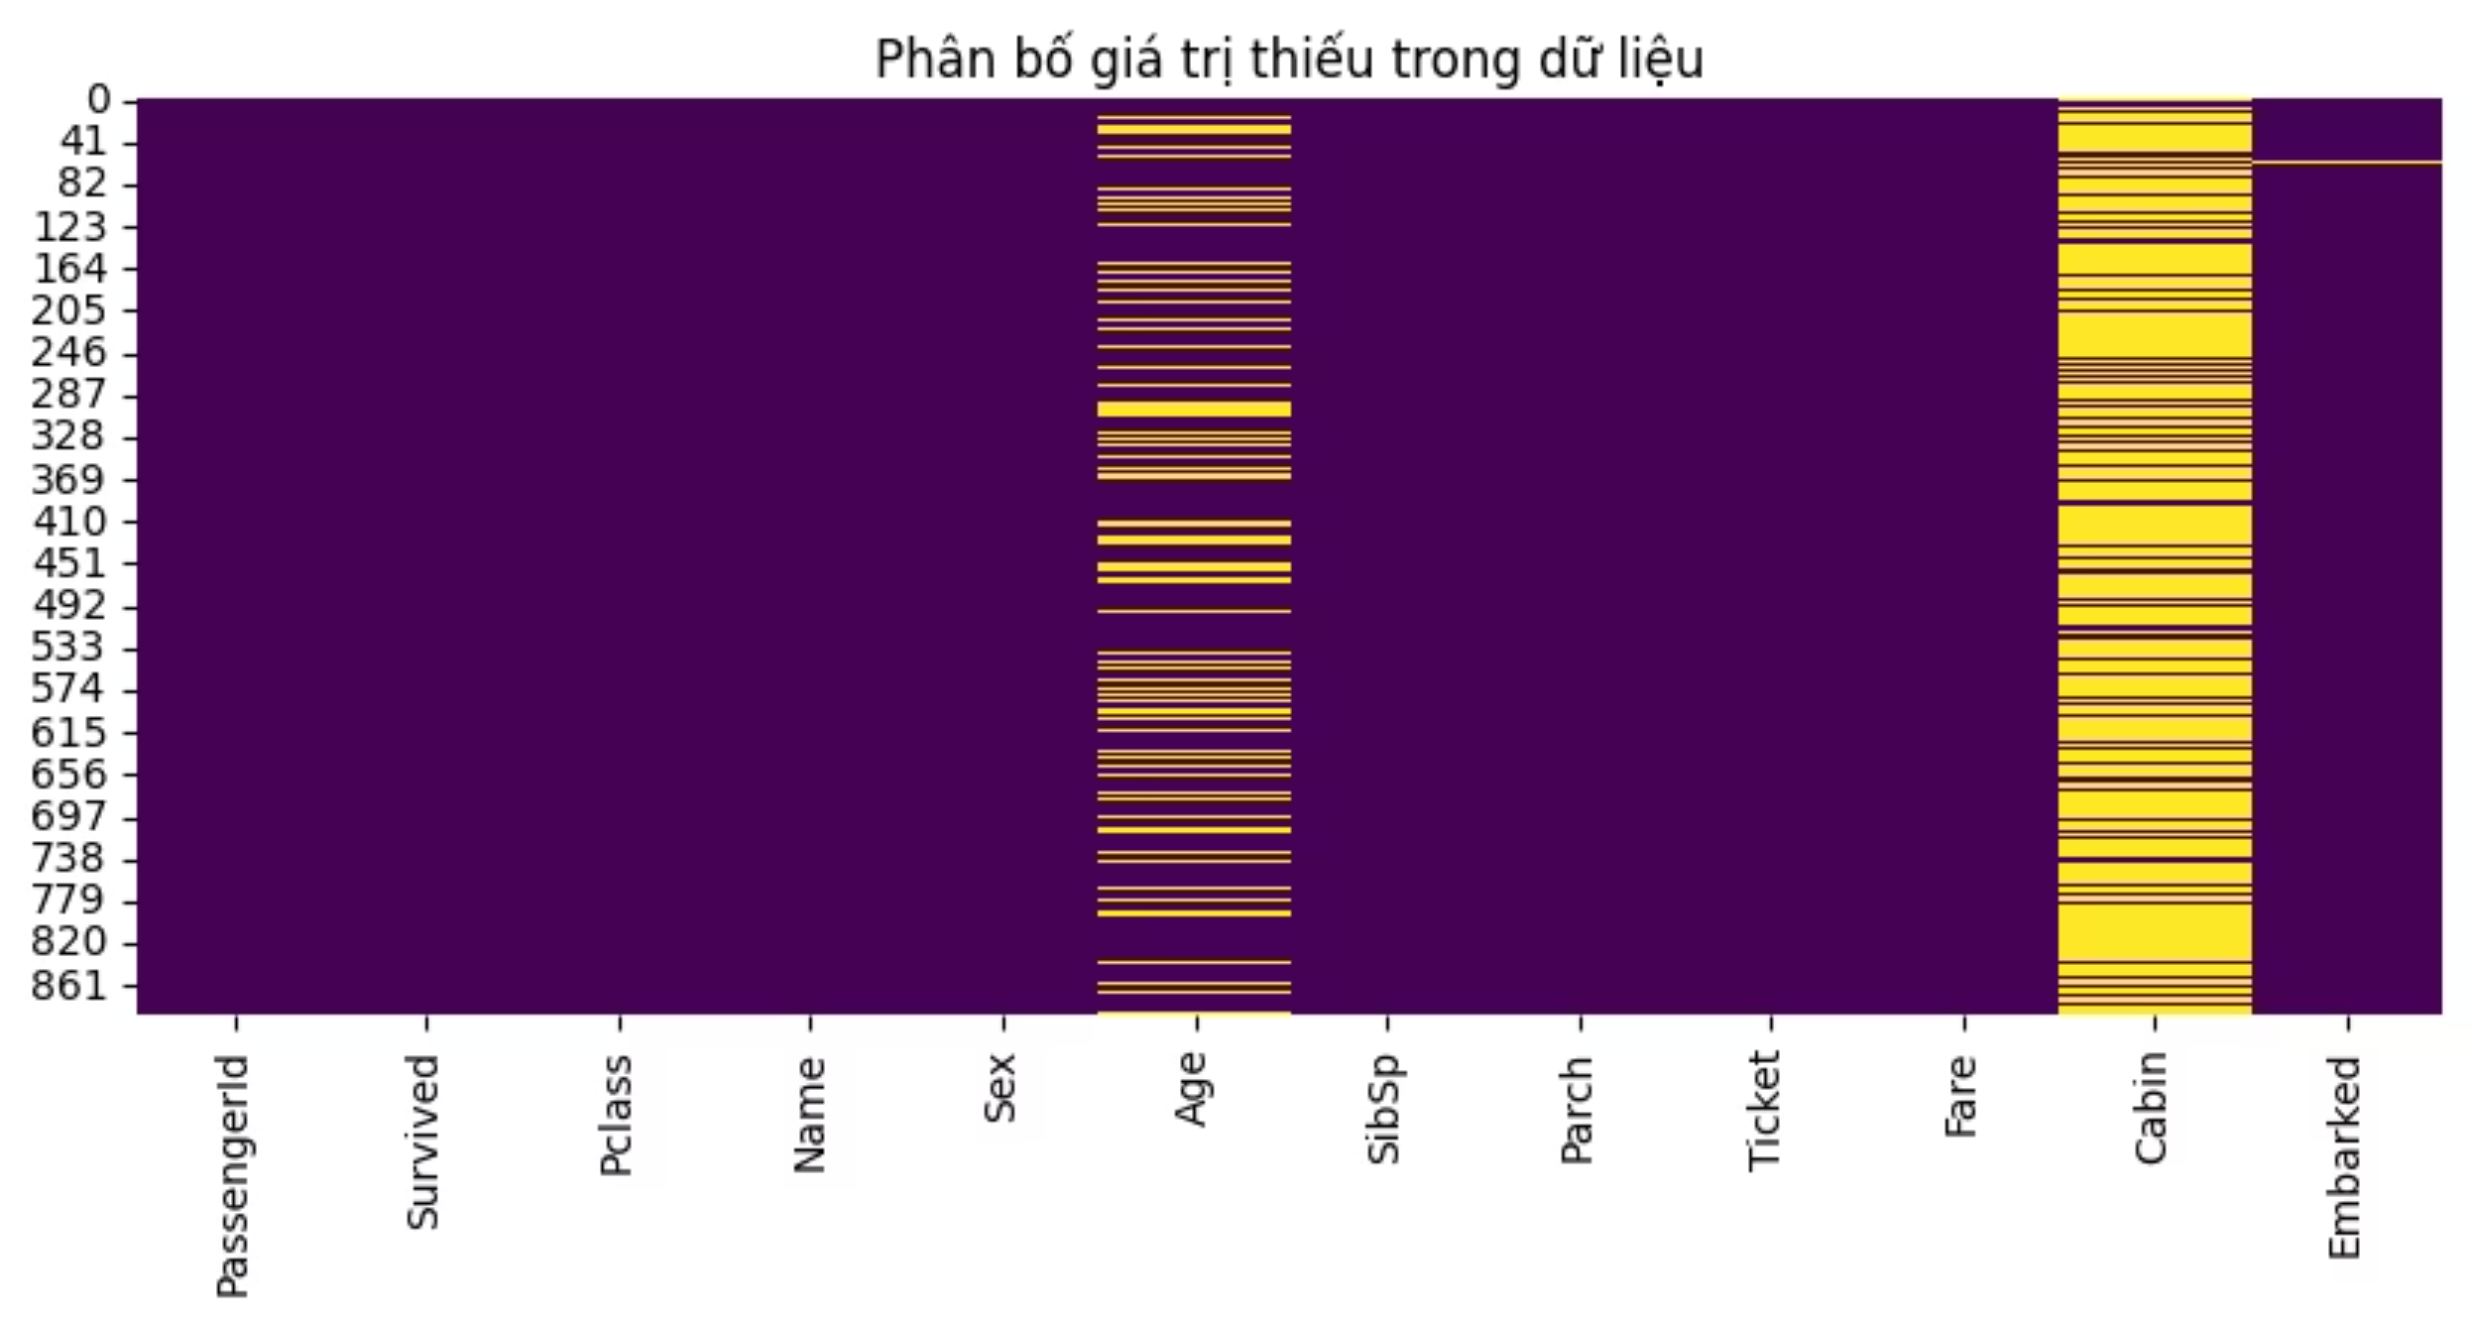 Phân bố giá trị thiếu trong dữ liệu
0
41
82
123
164
205
246
287
328
369
410
451
492
533
574
615
656
697
738
779
820
861
PassengerId
Survived
Pclass
Name
Sex
Age
SibSp
Parch
Ticket
Fare
Cabin
Embarked